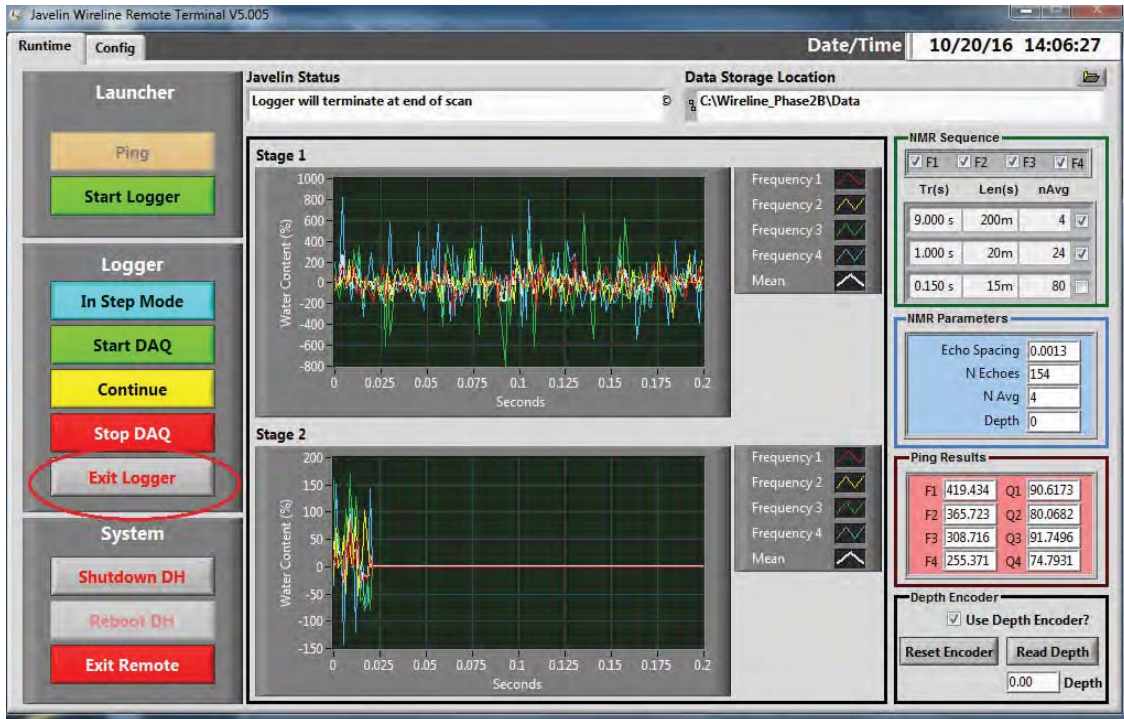 Javelin Wireline Remote Terminal V5.005
Runtime
Config
Date/Time 10/20/16 14:06:27
Launcher
Ping
Start Logger
Logger
In Step Mode
Start DAQ
Continue
Stop DAQ
Exit Logger
System
Shutdown DH
Reboot DH
Exit Remote
Javelin Status
Logger will terminate at end of scan
Data Storage Location
C:\Wireline_Phase2B\Data
Stage 1
Water Content (%)
1000
800
600
400
200
0
-200
-400
-600
-800
0 0.025 0.05 0.075 0.1 0.125 0.15 0.175 0.2
Seconds
Frequency 1
Frequency 2
Frequency 3
Frequency 4
Mean
Stage 2
Water Content (%)
200
150
100
50
0
-50
-100
-150
0 0.025 0.05 0.075 0.1 0.125 0.15 0.175 0.2
Seconds
Frequency 1
Frequency 2
Frequency 3
Frequency 4
Mean
NMR Sequence
F1 F2 F3 F4
Tr(s) Len(s) nAvg
9.000 s 200m 4
1.000 s 20m 24
0.150 s 15m 80
NMR Parameters
Echo Spacing 0.0013
N Echoes 154
N Avg 4
Depth 0
Ping Results
F1 419.434 Q1 90.6173
F2 365.723 Q2 80.0682
F3 308.716 Q3 91.7496
F4 255.371 Q4 74.7931
Depth Encoder
Use Depth Encoder?
Reset Encoder Read Depth
0.00 Depth